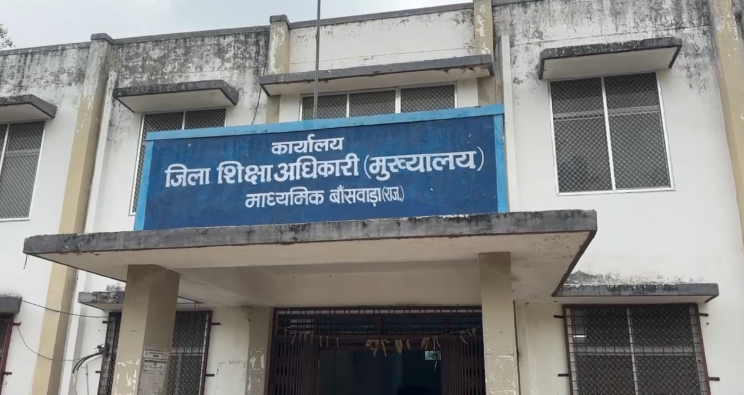 कार्यालय
जिला शिक्षा अधिकारी (मुख्यालय)
माध्यमिक बाँसवाड़ा (राज.)